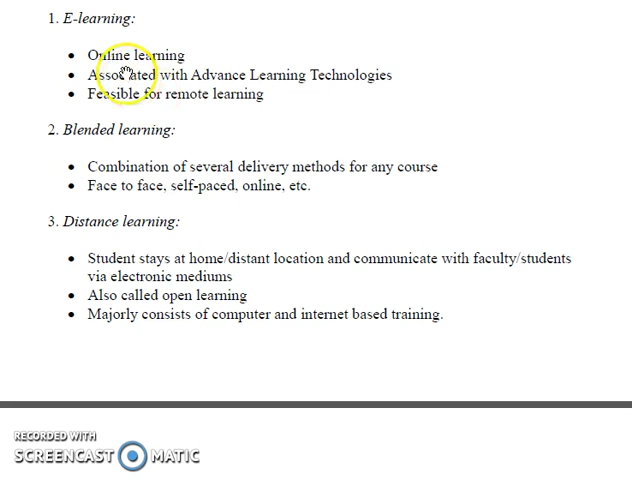 1. E-learning:
• Online learning
• Associated with Advance Learning Technologies
• Feasible for remote learning
2. Blended learning:
• Combination of several delivery methods for any course
• Face to face, self-paced, online, etc.
3. Distance learning:
• Student stays at home/distant location and communicate with faculty/students
via electronic mediums
• Also called open learning
• Majorly consists of computer and internet based training.
RECORDED WITH
SCREENCAST MATIC